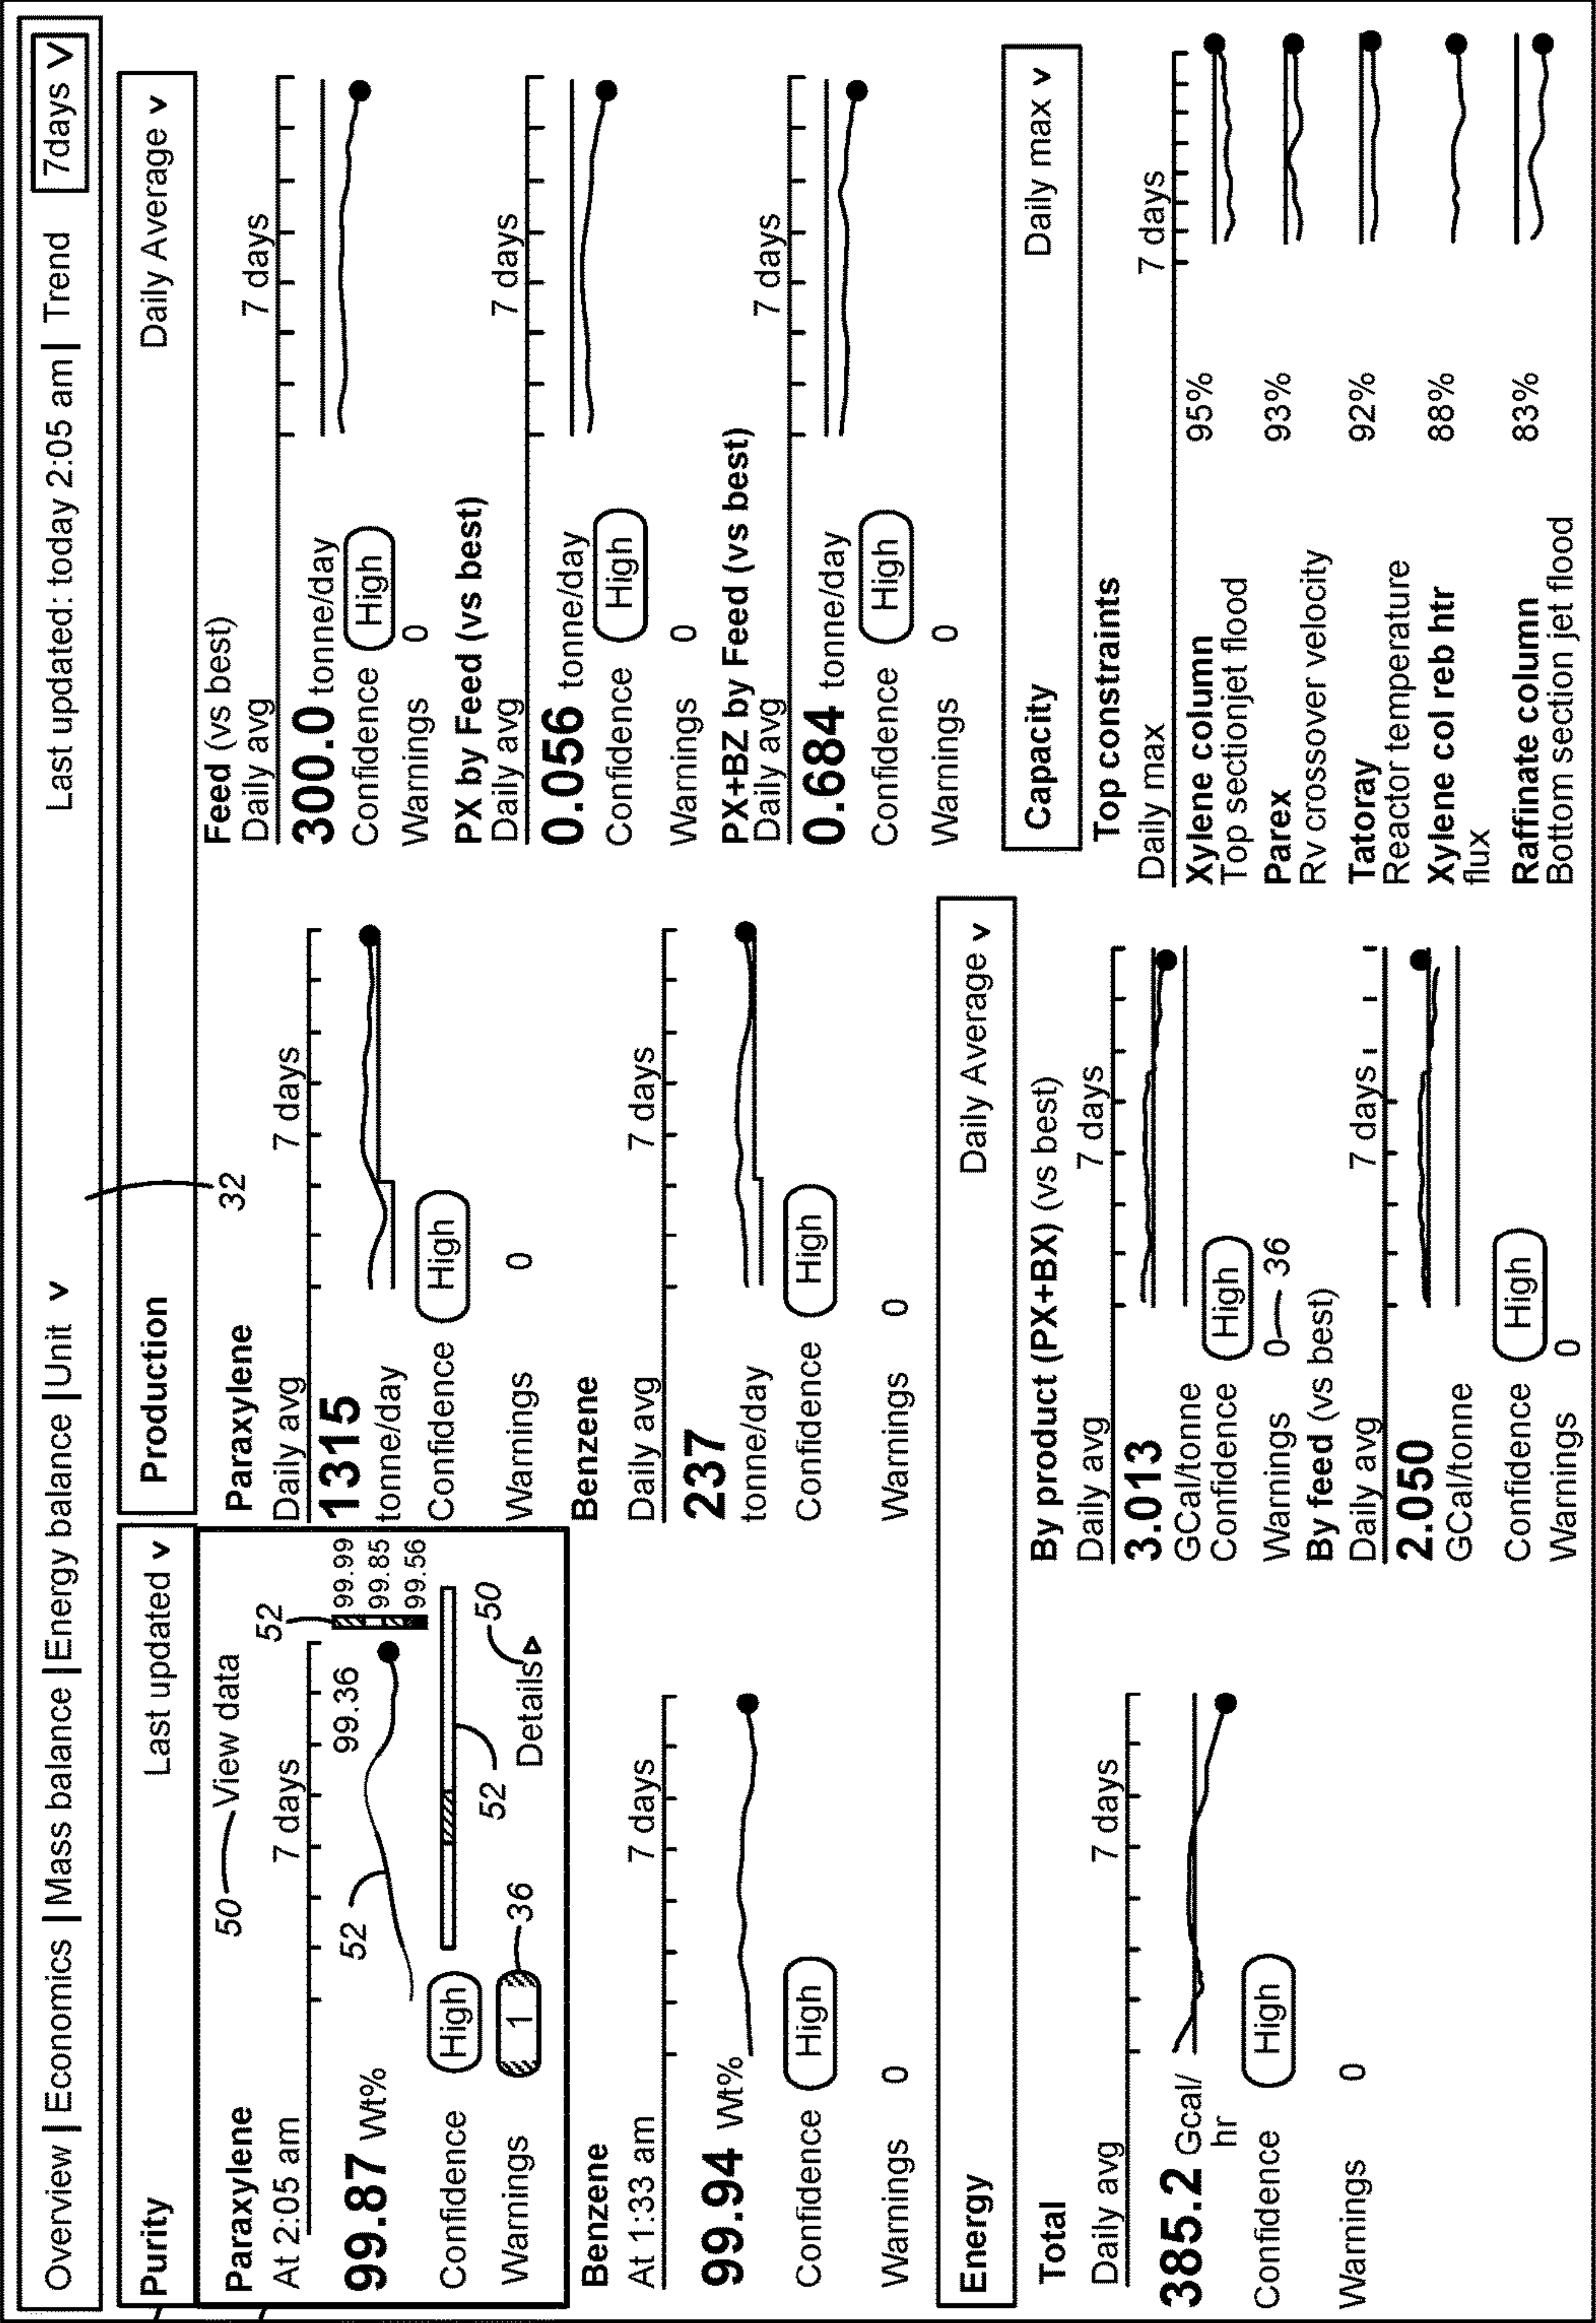 Overview | Economics | Mass balance | Energy balance | Unit v
Last updated: today 2:05 am | Trend 7days v
Purity Last updated v
50 View data
Paraxylene
At 2:05 am 7 days
52
99.87 Wt%
52
99.36
99.99
99.85
99.56
Confidence High
52
Warnings 1 36
Details 50
Benzene
At 1:33 am 7 days
99.94 Wt%
Confidence High
Warnings 0
Production Daily Average v
32
Paraxylene
Daily avg 7 days
1315
tonne/day
Confidence High
Warnings 0
Benzene
Daily avg 7 days
237
tonne/day
Confidence High
Warnings 0
Feed (vs best)
Daily avg 7 days
300.0 tonne/day
Confidence High
Warnings 0
PX by Feed (vs best)
Daily avg 7 days
0.056 tonne/day
Confidence High
Warnings 0
PX+BZ by Feed (vs best)
Daily avg 7 days
0.684 tonne/day
Confidence High
Warnings 0
Energy Daily Average v
Total
Daily avg 7 days
385.2 Gcal/
hr
Confidence High
Warnings 0
By product (PX+BX) (vs best)
Daily avg 7 days
3.013
GCal/tonne
Confidence High
Warnings 0 36
By feed (vs best)
Daily avg 7 days
2.050
GCal/tonne
Confidence High
Warnings 0
Capacity Daily max v
Top constraints
Daily max 7 days
Xylene column 95%
Top sectionjet flood
Parex 93%
Rv crossover velocity
Tatoray 92%
Reactor temperature
Xylene col reb htr 88%
flux
Raffinate column 83%
Bottom section jet flood